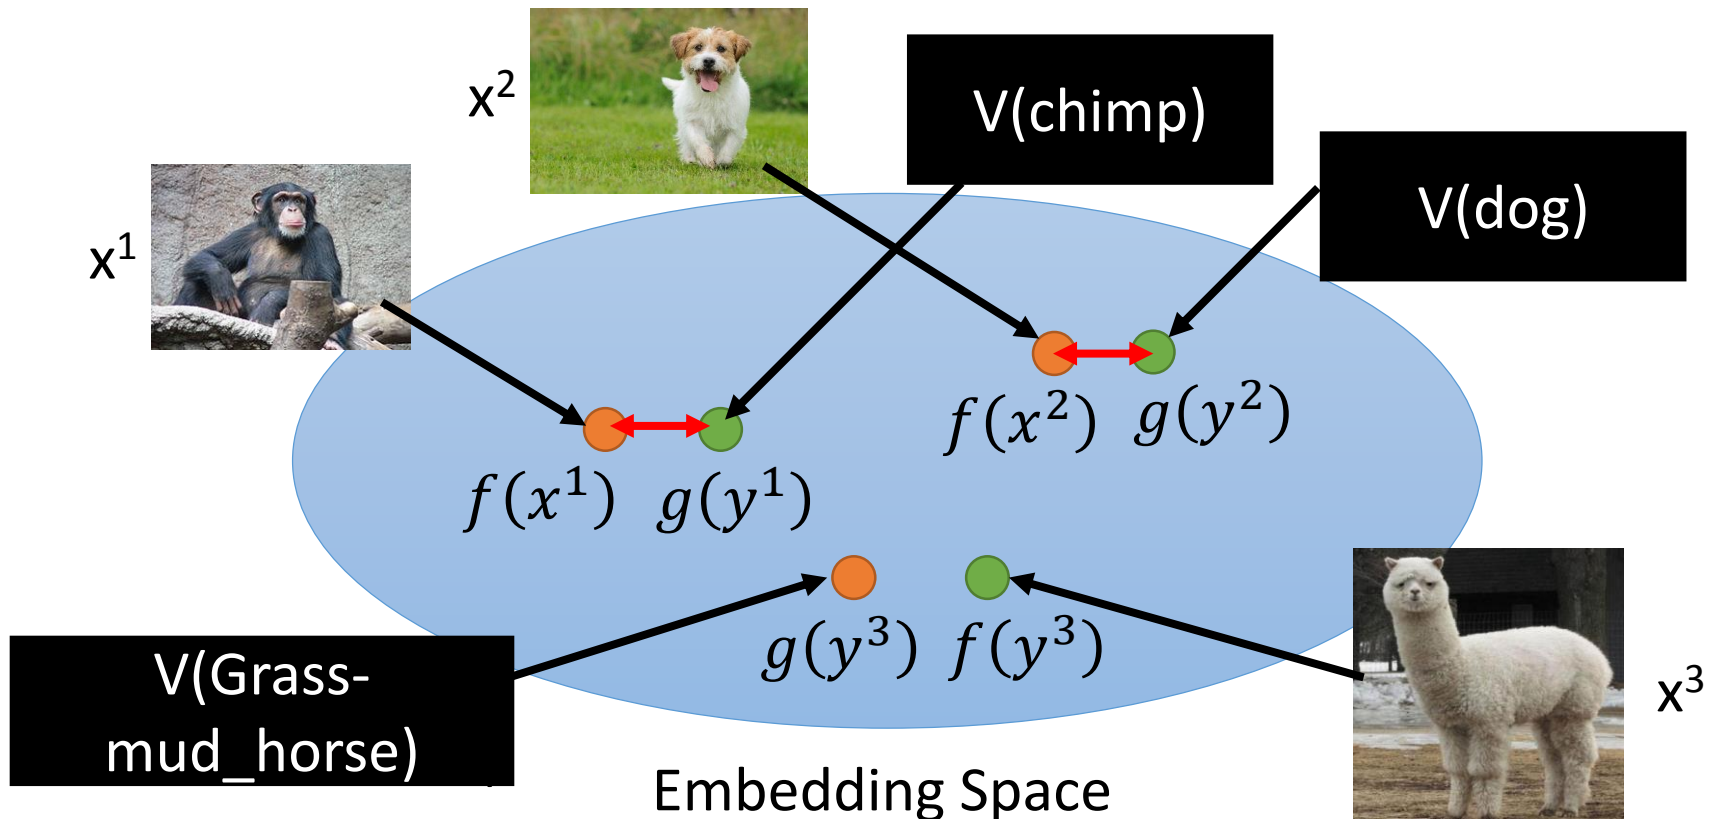 x²
V(chimp)
V(dog)
x¹
f(x²) g(y²)
f(x¹) g(y¹)
g(y³) f(y³)
V(Grass-
mud_horse)
x³
Embedding Space